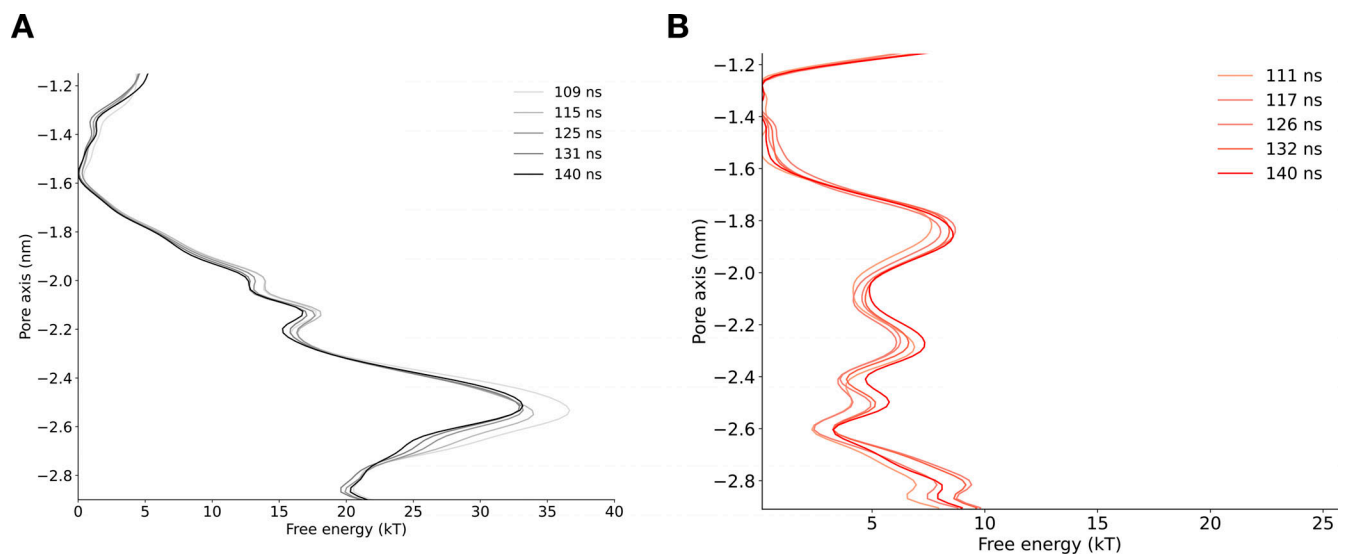 A
−1.2
−1.4
−1.6
−1.8
−2.0
−2.2
−2.4
−2.6
−2.8
Pore axis (nm)
0 5 10 15 20 25 30 35 40
Free energy (kT)
109 ns
115 ns
125 ns
131 ns
140 ns
B
−1.2
−1.4
−1.6
−1.8
−2.0
−2.2
−2.4
−2.6
−2.8
Pore axis (nm)
5 10 15 20 25
Free energy (kT)
111 ns
117 ns
126 ns
132 ns
140 ns